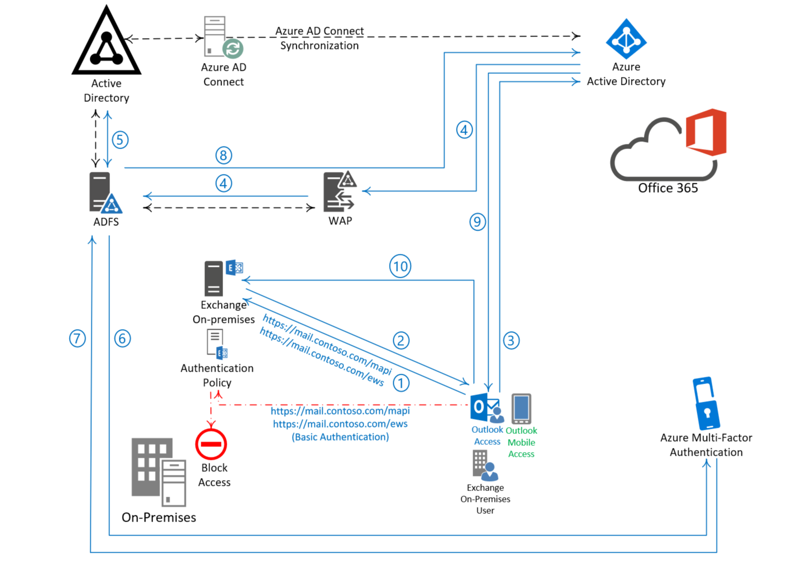 Azure AD Connect
Synchronization
Azure AD
Connect
Active
Directory
Azure
Active Directory
5
8
4
4
Office 365
ADFS
WAP
9
10
E
Exchange
On-premises
7
6
2
3
https://mail.contoso.com/mapi
https://mail.contoso.com/ews
1
E
Authentication
Policy
https://mail.contoso.com/mapi
https://mail.contoso.com/ews
(Basic Authentication)
O
Outlook
Access
Outlook
Mobile
Access
Block
Access
Azure Multi-Factor
Authentication
Exchange
On-Premises
User
On-Premises